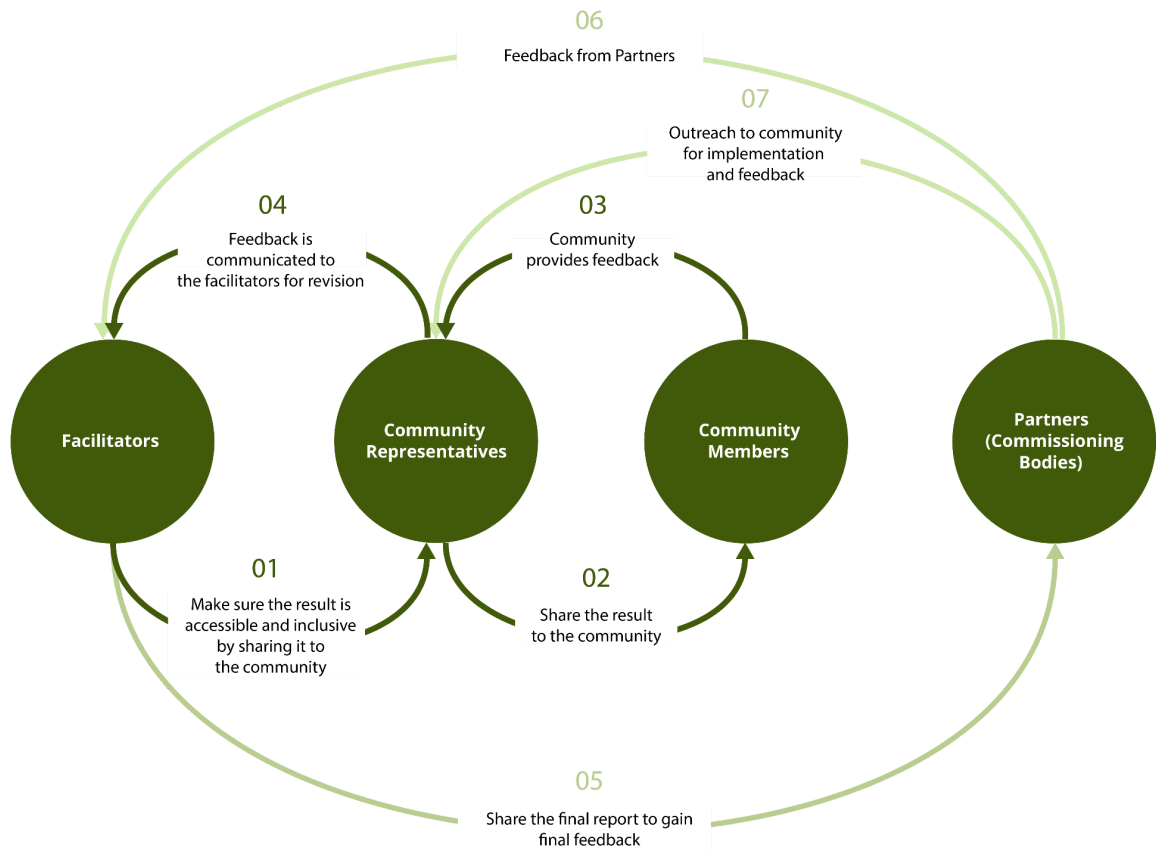 06
Feedback from Partners
07
Outreach to community
for implementation
and feedback
04
Feedback is
communicated to
the facilitators for revision
03
Community
provides feedback
Facilitators
Community
Representatives
Community
Members
Partners
(Commissioning
Bodies)
01
Make sure the result is
accessible and inclusive
by sharing it to
the community
02
Share the result
to the community
05
Share the final report to gain
final feedback